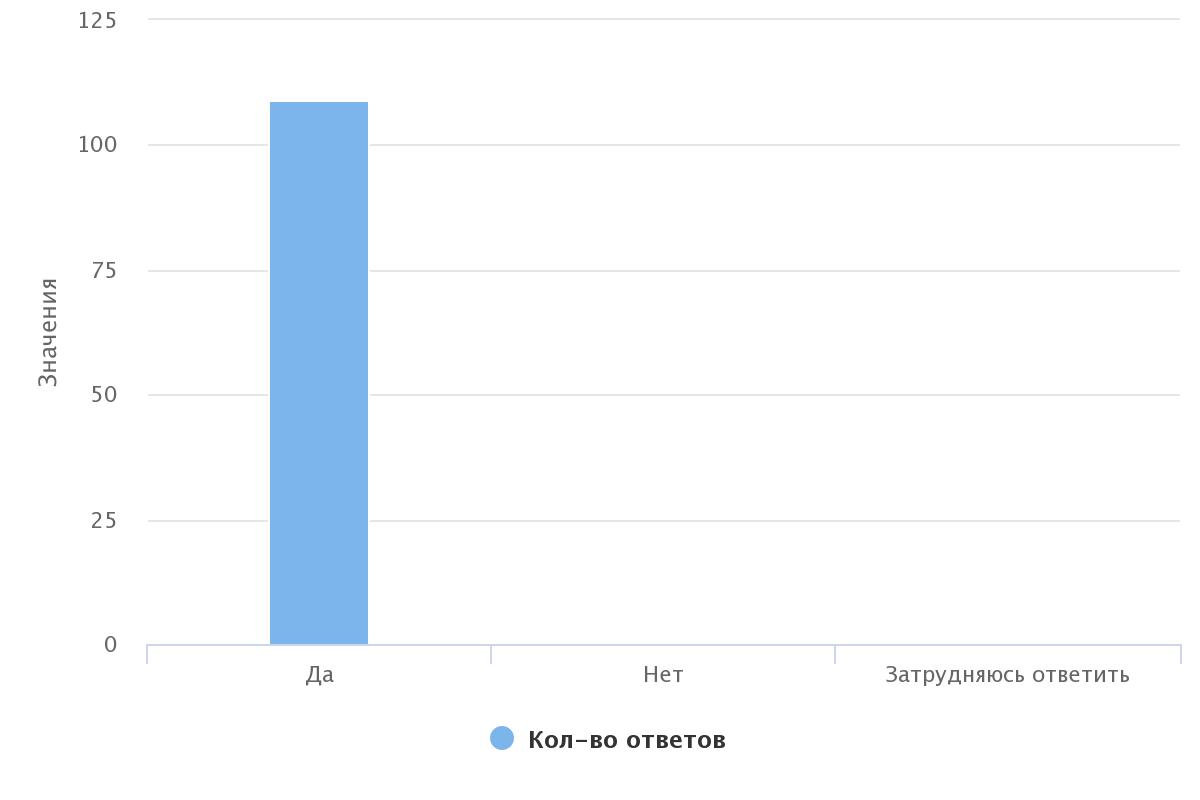 125
100
75
50
25
0
Значения
Да
Нет
Затрудняюсь ответить
Кол-во ответов